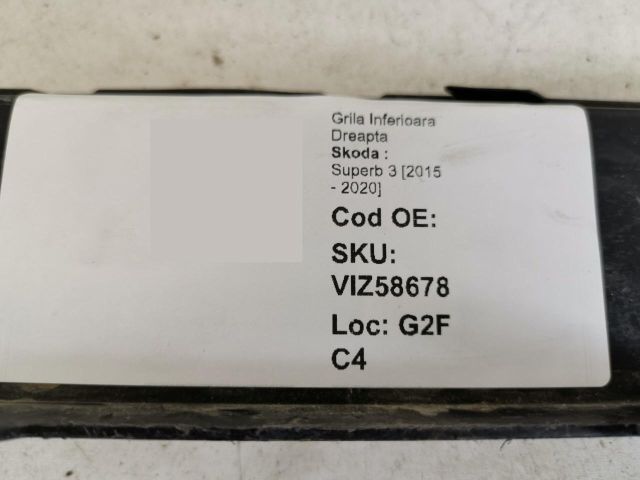 Grila Inferioara
Dreapta
Skoda :
Superb 3 [2015
- 2020]
Cod OE:
SKU:
VIZ58678
Loc: G2F
C4